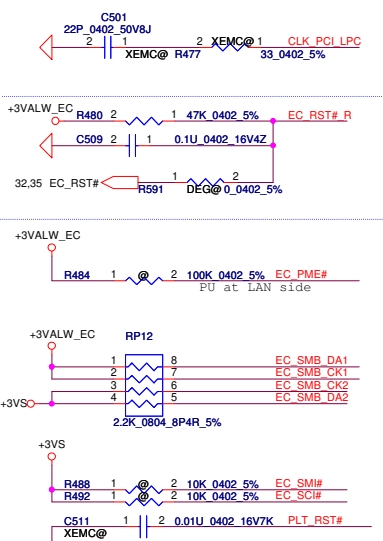 C501
22P_0402_50V8J
2 1 2 XEMC@ 1 CLK_PCI_LPC
XEMC@ R477 33_0402_5%
+3VALW_EC
R480 2 1 47K_0402_5% EC_RST#_R
C509 2 1 0.1U_0402_16V4Z
32,35 EC_RST# 1 2
R591 DEG@ 0_0402_5%
+3VALW_EC
R484 1 @ 2 100K_0402_5% EC_PME#
PU at LAN side
+3VALW_EC RP12
1 8 EC_SMB_DA1
2 7 EC_SMB_CK1
3 6 EC_SMB_CK2
+3VS 4 5 EC_SMB_DA2
2.2K_0804_8P4R_5%
+3VS
R488 1 @ 2 10K_0402_5% EC_SMI#
R492 1 @ 2 10K_0402_5% EC_SCI#
C511 1 2 0.01U_0402_16V7K PLT_RST#
XEMC@